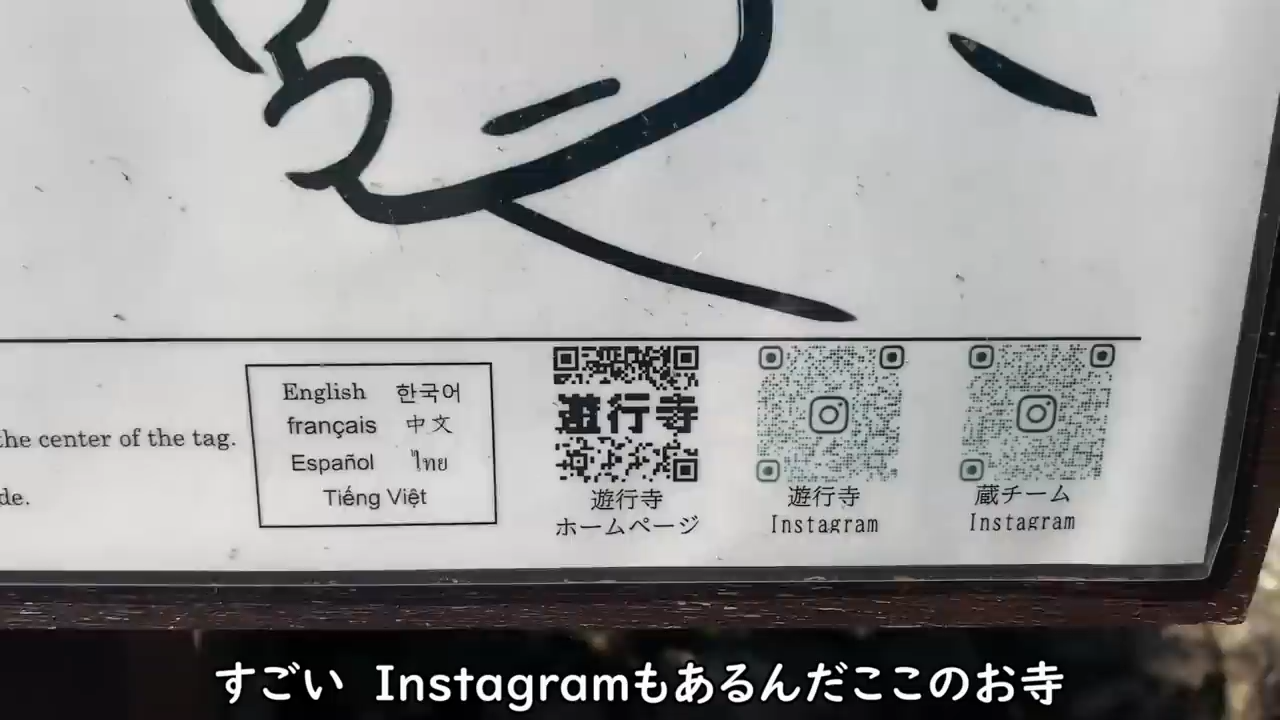 the center of the tag.
de.
English 한국어
français 中文
Español ไทย
Tiếng Việt
遊行寺
遊行寺
ホームページ
遊行寺
Instagram
蔵チーム
Instagram
すごい Instagramもあるんだここのお寺